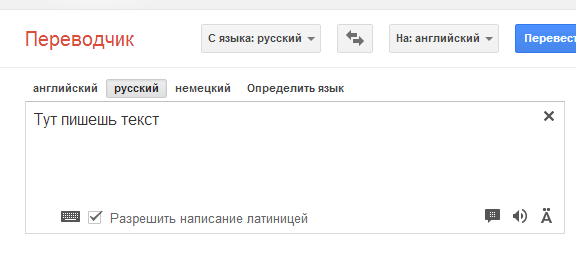 Переводчик С языка: русский На: английский Перевест
английский русский немецкий Определить язык
Тут пишешь текст
Разрешить написание латиницей Ä